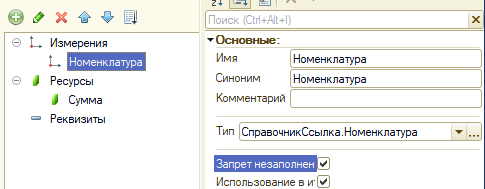 Поиск (Ctrl+Alt+I)
Измерения
Номенклатура
Ресурсы
Сумма
Реквизиты
Основные:
Имя Номенклатура
Синоним Номенклатура
Комментарий
Тип СправочникСсылка.Номенклатура ...
Запрет незаполнен
Использование в и